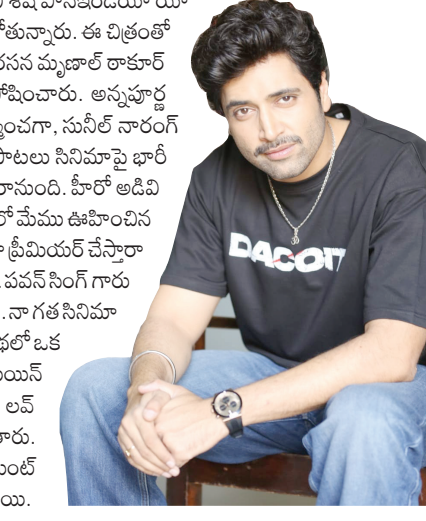 శేష్ పాన్ఇండియా యా
ోతున్నారు. ఈ చిత్రంతో
రసన మృణాల్ ఠాకూర్
ోషించారు. అన్నపూర్ణ
్మించగా, సునీల్ నారంగ్
పాటలు సినిమాపై భారీ
రానుంది. హీరో అడివి
లో మేము ఊహించిన
ా ప్రీమియర్ చేస్తారా
. పవన్ సింగ్ గారు
. నా గత సినిమా
థలో ఒక
యిన్
లవ్
ారు.
మెంట్
యి.
DACOIT